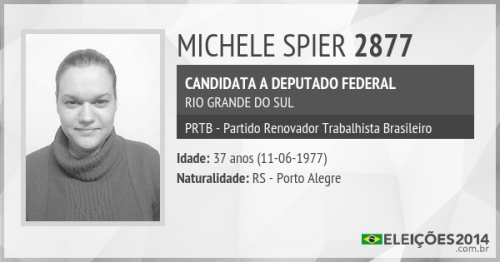 MICHELE SPIER 2877
CANDIDATA A DEPUTADO FEDERAL
RIO GRANDE DO SUL
PRTB - Partido Renovador Trabalhista Brasileiro
Idade: 37 anos (11-06-1977)
Naturalidade: RS - Porto Alegre
ELEIÇÕES2014
.com.br